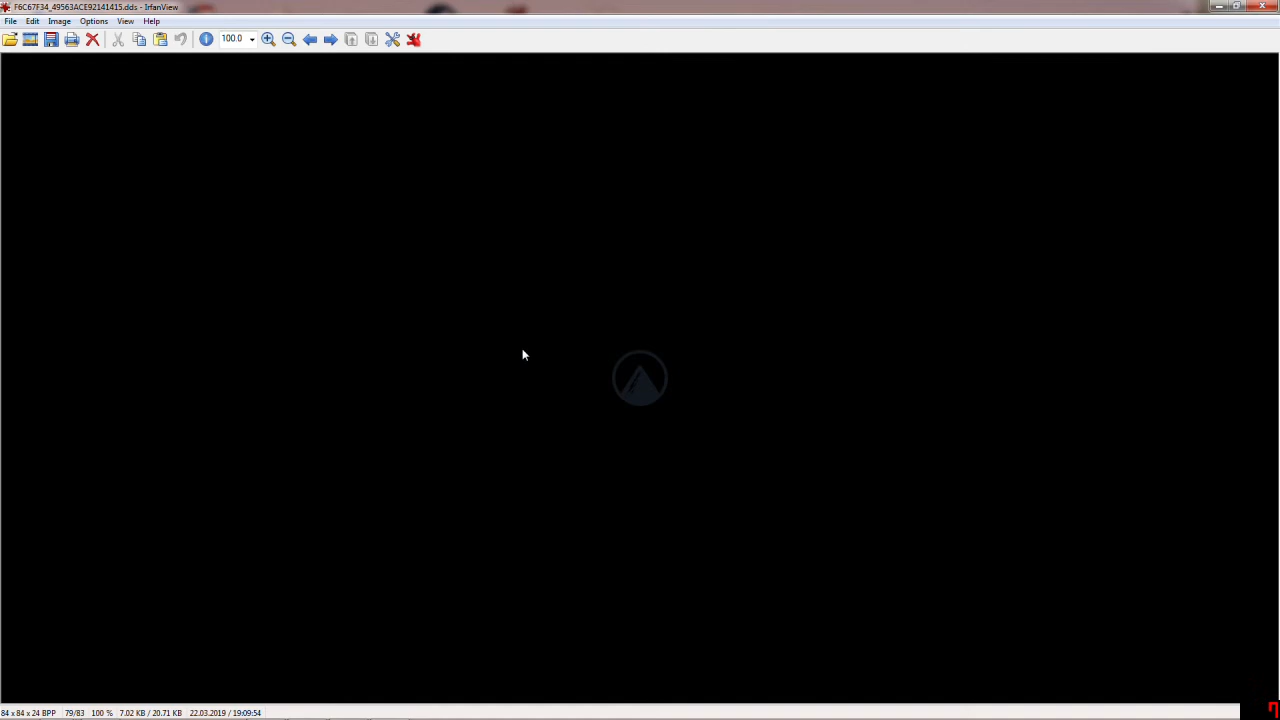 F6C67F34_49563ACE92141415.dds - IrfanView
File Edit Image Options View Help
100.0
84 x 84 x 24 BPP 79/83 100 % 7.02 KB / 20.71 KB 22.03.2019 / 19:09:54